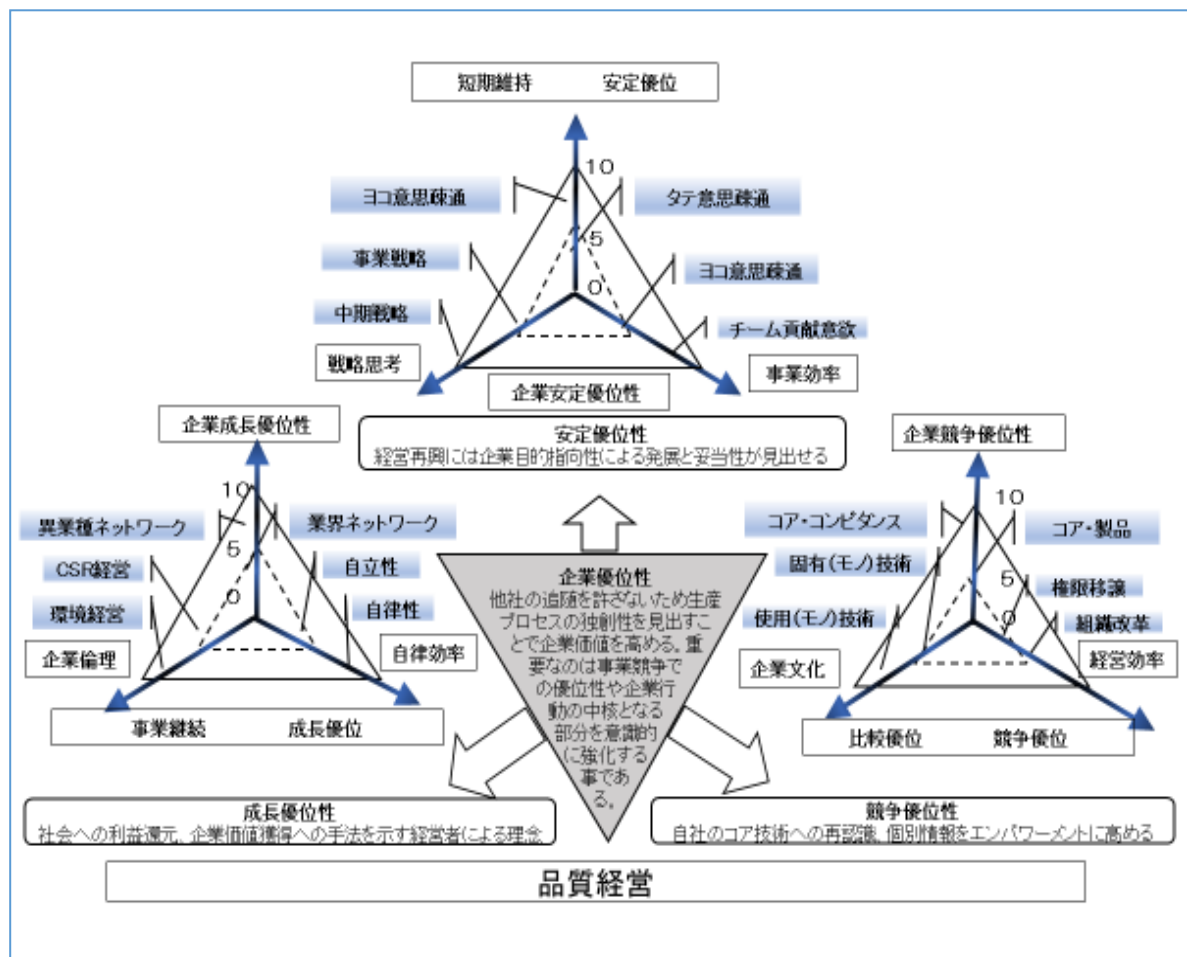 短期維持 安定優位
10
ヨコ意思疎通
タテ意思疎通
5
事業戦略
ヨコ意思疎通
0
中期戦略
チーム貢献意欲
戦略思考
事業効率
企業安定優位性
安定優位性
経営再興には企業目的指向性による発展と妥当性が見出せる
企業成長優位性
10
異業種ネットワーク
業界ネットワーク
5
CSR経営
自立性
0
環境経営
自律性
企業倫理
自律効率
事業継続 成長優位
企業競争優位性
10
コア・コンピダンス
コア・製品
固有(モノ)技術
5
権限移譲
0
使用(モノ)技術
組織改革
企業文化
経営効率
比較優位 競争優位
企業優位性
他社の追随を許さないため生産
プロセスの独創性を見出すこ
とで企業価値を高める。重
要なのは事業競争で
の優位性や企業行
動の中核となる
部分を意識的
に強化する
事であ
る。
成長優位性
社会への利益還元、企業価値獲得への手法を示す経営者による理念
競争優位性
自社のコア技術への再認識、個別情報をエンパワーメントに高める
品質経営